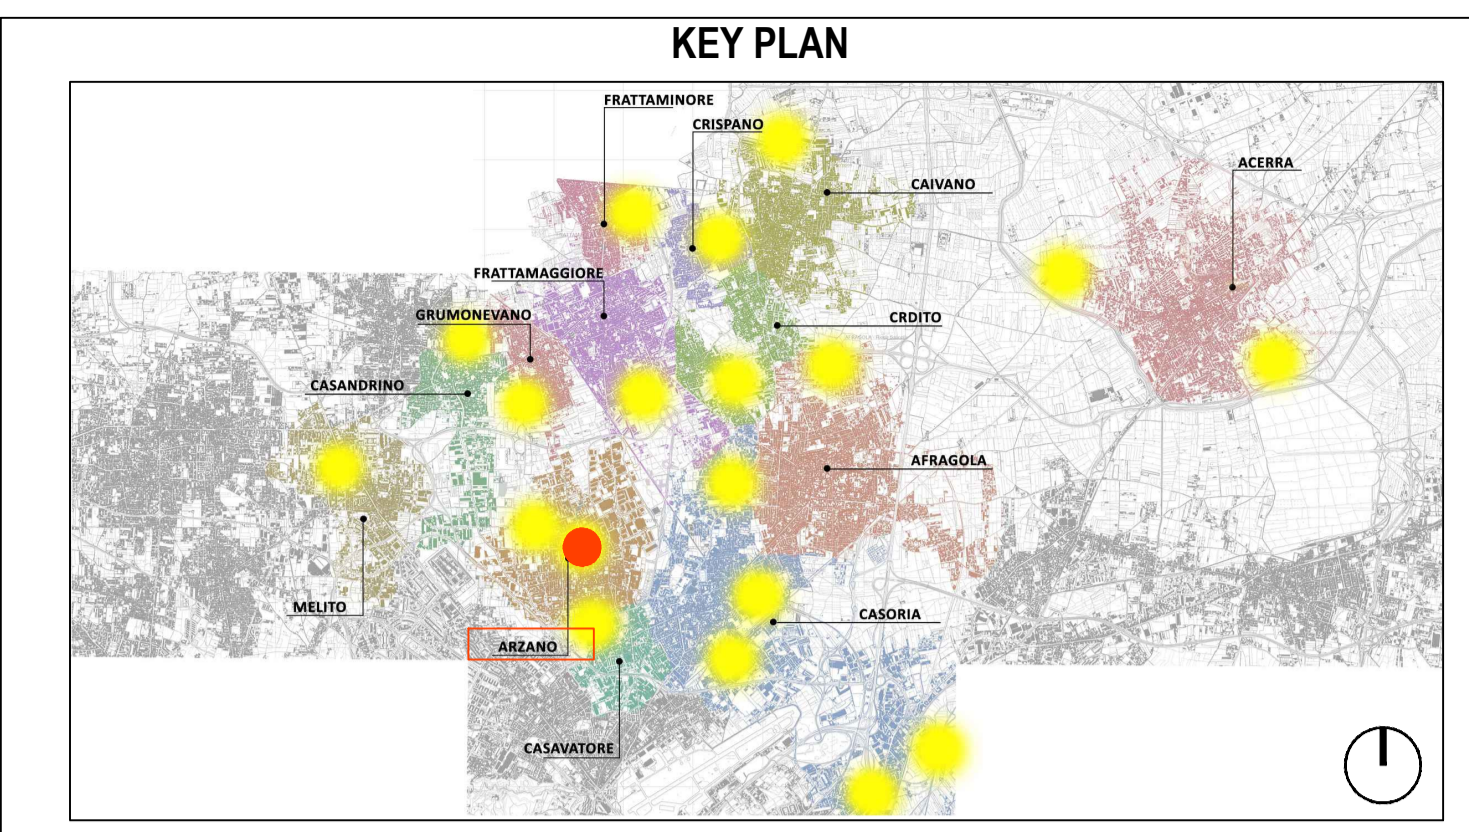 KEY PLAN
FRATTAMINORE
CRISPANO
ACERRA
CAIVANO
FRATTAMAGGIORE
GRUMONEVANO
CRDITO
CASANDRINO
AFRAGOLA
MELITO
CASORIA
ARZANO
CASAVATORE